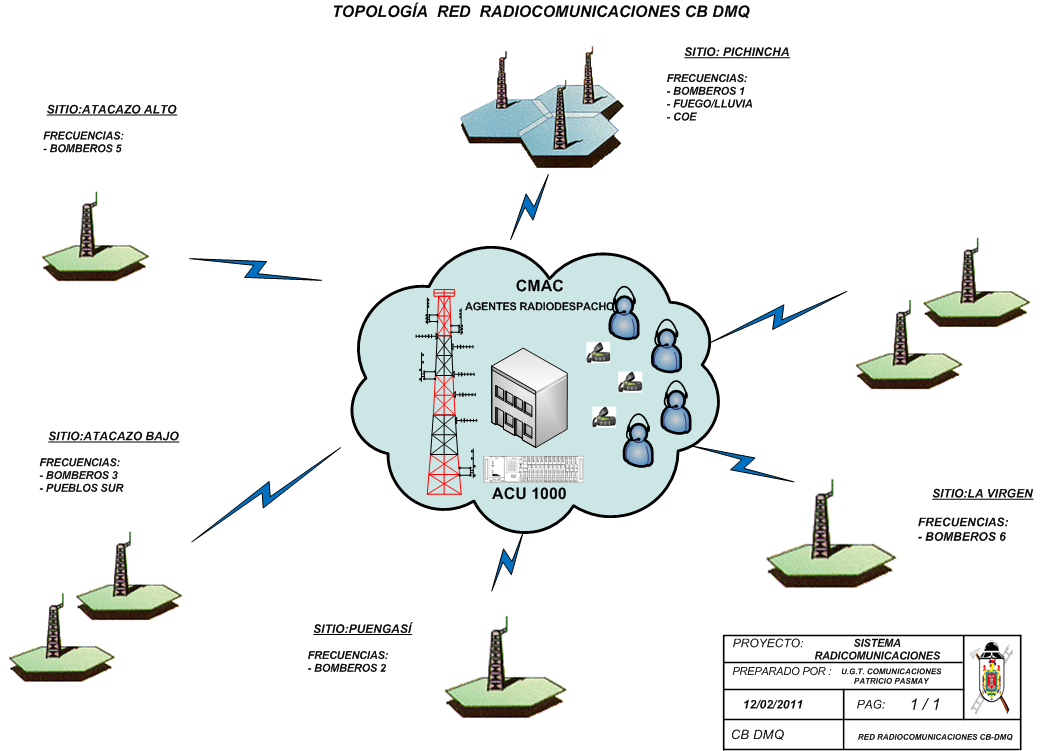 TOPOLOGÍA  RED  RADIOCOMUNICACIONES CB DMQ
SITIO: PICHINCHA
FRECUENCIAS:
- BOMBEROS 1
- FUEGO/LLUVIA
- COE
SITIO:ATACAZO ALTO
FRECUENCIAS:
- BOMBEROS 5
CMAC
AGENTES RADIODESPACHO
ACU 1000
SITIO:ATACAZO BAJO
FRECUENCIAS:
- BOMBEROS 3
- PUEBLOS SUR
SITIO:LA VIRGEN
FRECUENCIAS:
- BOMBEROS 6
SITIO:PUENGASÍ
FRECUENCIAS:
- BOMBEROS 2
PROYECTO: SISTEMA
RADICOMUNICACIONES
PREPARADO POR : U.G.T. COMUNICACIONES
PATRICIO PASMAY
12/02/2011 PAG: 1 / 1
CB DMQ RED RADIOCOMUNICACIONES CB-DMQ